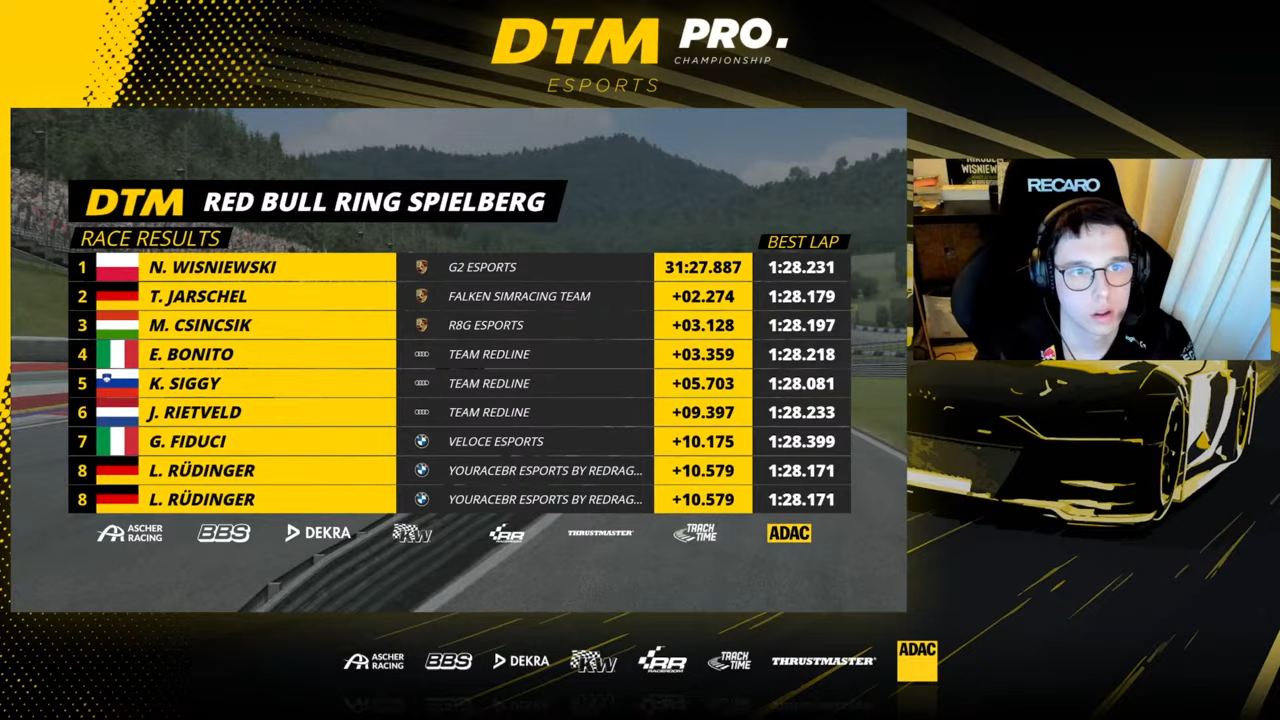 DTM PRO.
CHAMPIONSHIP
ESPORTS
DTM RED BULL RING SPIELBERG
RACE RESULTS
BEST LAP
1 N. WISNIEWSKI G2 ESPORTS 31:27.887 1:28.231
2 T. JARSCHEL FALKEN SIMRACING TEAM +02.274 1:28.179
3 M. CSINCSIK R8G ESPORTS +03.128 1:28.197
4 E. BONITO TEAM REDLINE +03.359 1:28.218
5 K. SIGGY TEAM REDLINE +05.703 1:28.081
6 J. RIETVELD TEAM REDLINE +09.397 1:28.233
7 G. FIDUCI VELOCE ESPORTS +10.175 1:28.399
8 L. RÜDINGER YOURACEBR ESPORTS BY REDRAG... +10.579 1:28.171
8 L. RÜDINGER YOURACEBR ESPORTS BY REDRAG... +10.579 1:28.171
ASCHER RACING BBS DEKRA KW RR THRUSTMASTER TRACK TIME ADAC
WISNIEW
RECARO
ASCHER RACING BBS DEKRA KW RR RACEROOM TRACK TIME THRUSTMASTER ADAC